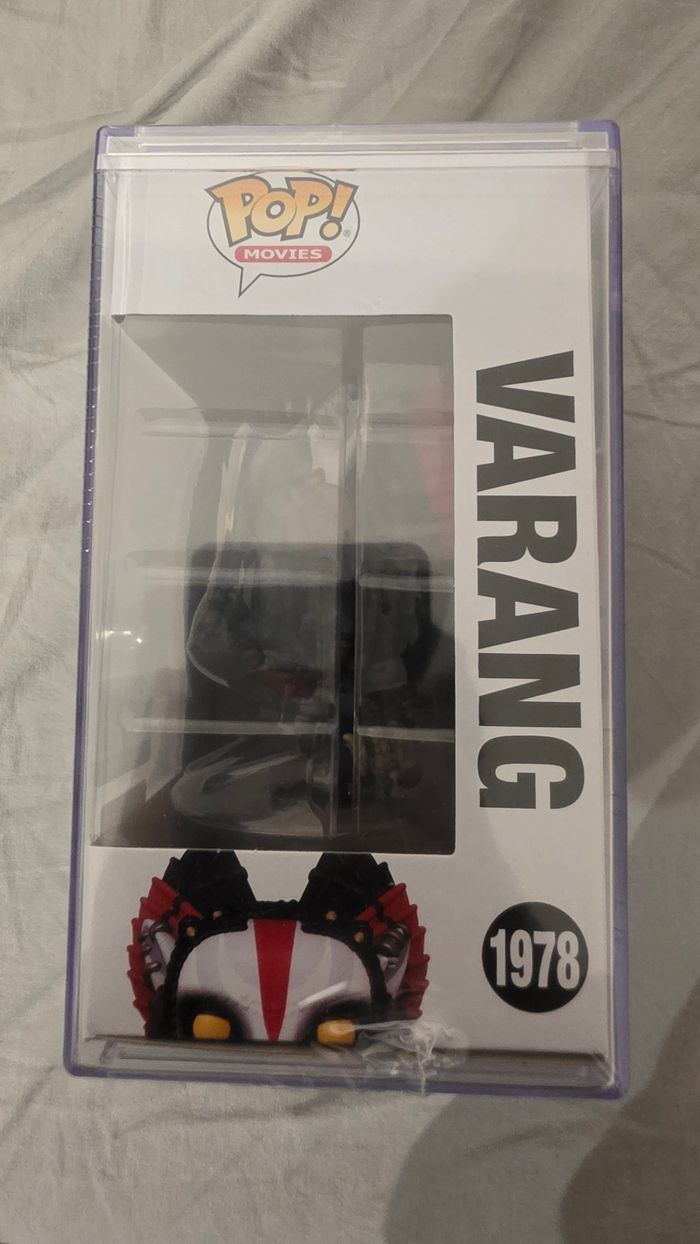 POP!
MOVIES
VARANG
1978